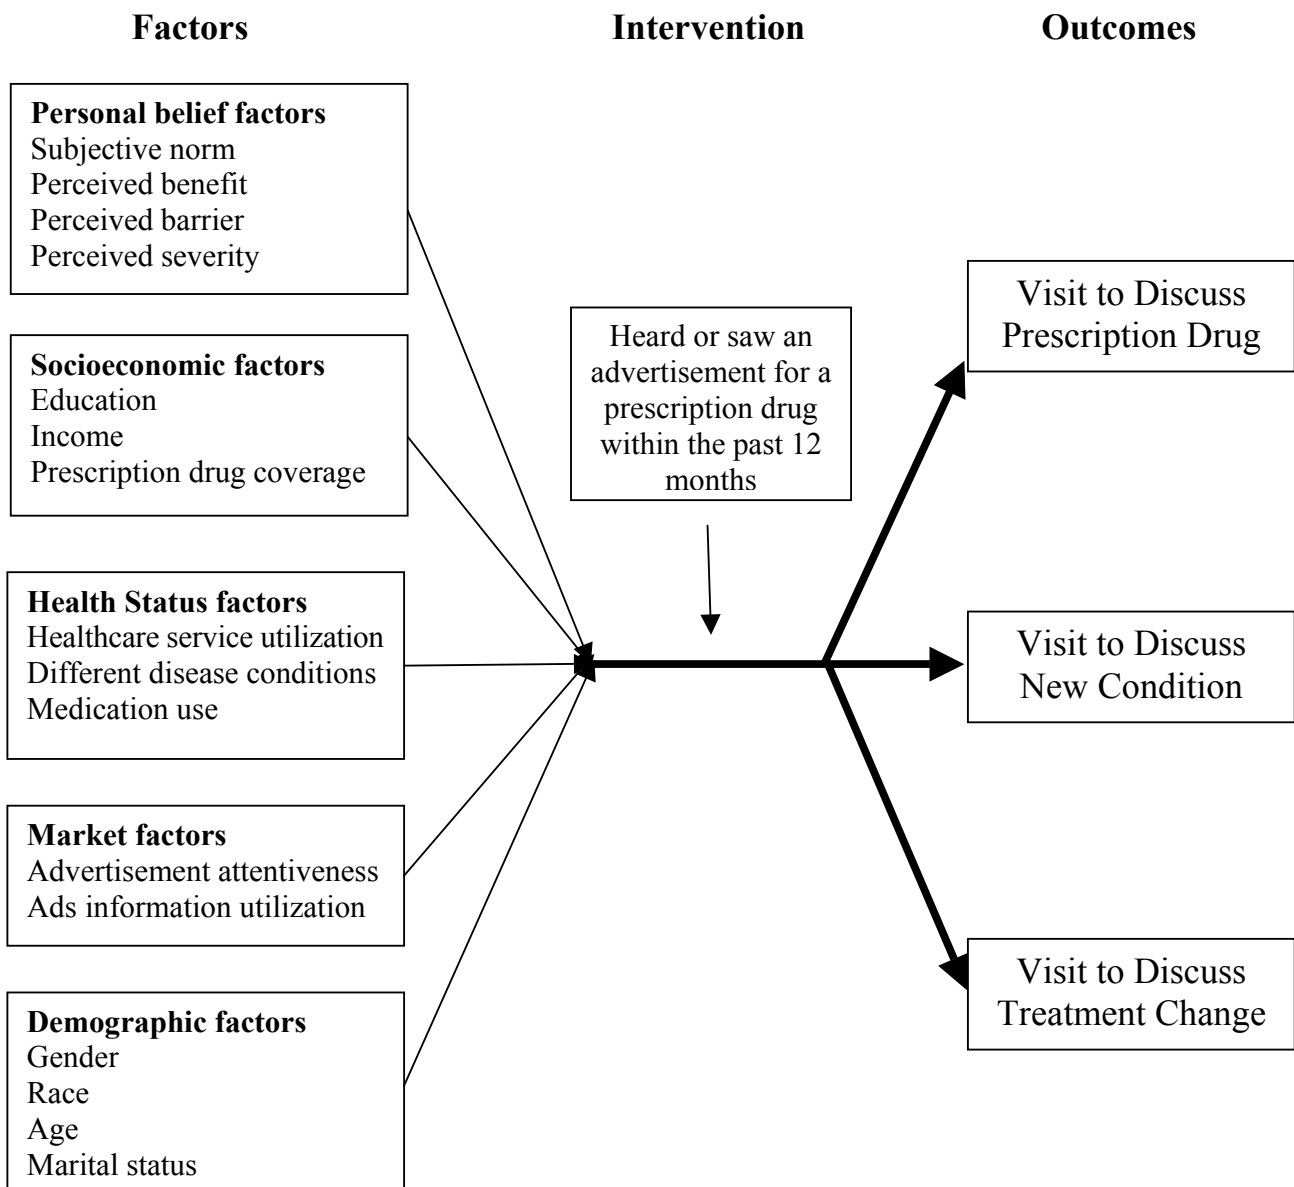 Factors
Intervention
Outcomes
Personal belief factors
Subjective norm
Perceived benefit
Perceived barrier
Perceived severity
Socioeconomic factors
Education
Income
Prescription drug coverage
Health Status factors
Healthcare service utilization
Different disease conditions
Medication use
Market factors
Advertisement attentiveness
Ads information utilization
Demographic factors
Gender
Race
Age
Marital status
Heard or saw an
advertisement for a
prescription drug
within the past 12
months
Visit to Discuss
Prescription Drug
Visit to Discuss
New Condition
Visit to Discuss
Treatment Change